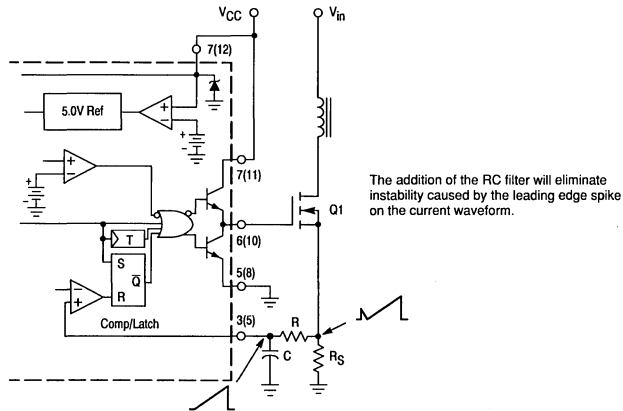 VCC
Vin
7(12)
5.0V Ref
+
–
+
–
7(11)
+
–
+
–
The addition of the RC filter will eliminate
instability caused by the leading edge spike
on the current waveform.
Q1
6(10)
T
S
Q
R
5(8)
–
+
Comp/Latch
3(5)
R
C
RS